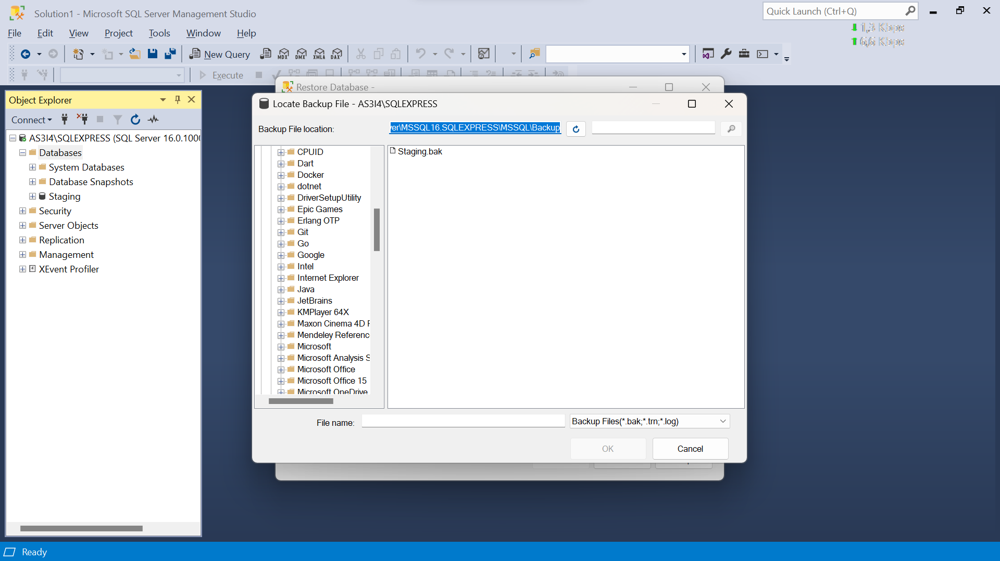 Solution1 - Microsoft SQL Server Management Studio
Quick Launch (Ctrl+Q)
File Edit View Project Tools Window Help
1,3 Kbps
6,6 Kbps
New Query
MDX
DMX
XMLA
DAX
Execute
Restore Database -
Object Explorer
Connect
AS3I4\SQLEXPRESS (SQL Server 16.0.100
Databases
System Databases
Database Snapshots
Staging
Security
Server Objects
Replication
Management
XEvent Profiler
Locate Backup File - AS3I4\SQLEXPRESS
Backup File location:
ver\MSSQL16.SQLEXPRESS\MSSQL\Backup
CPUID
Dart
Docker
dotnet
DriverSetupUtility
Epic Games
Erlang OTP
Git
Go
Google
Intel
Internet Explorer
Java
JetBrains
KMPlayer 64X
Maxon Cinema 4D
Mendeley Referenc
Microsoft
Microsoft Analysis S
Microsoft Office
Microsoft Office 15
Microsoft OneDrive
Staging.bak
File name:
Backup Files(*.bak;*.trn;*.log)
OK
Cancel
Ready